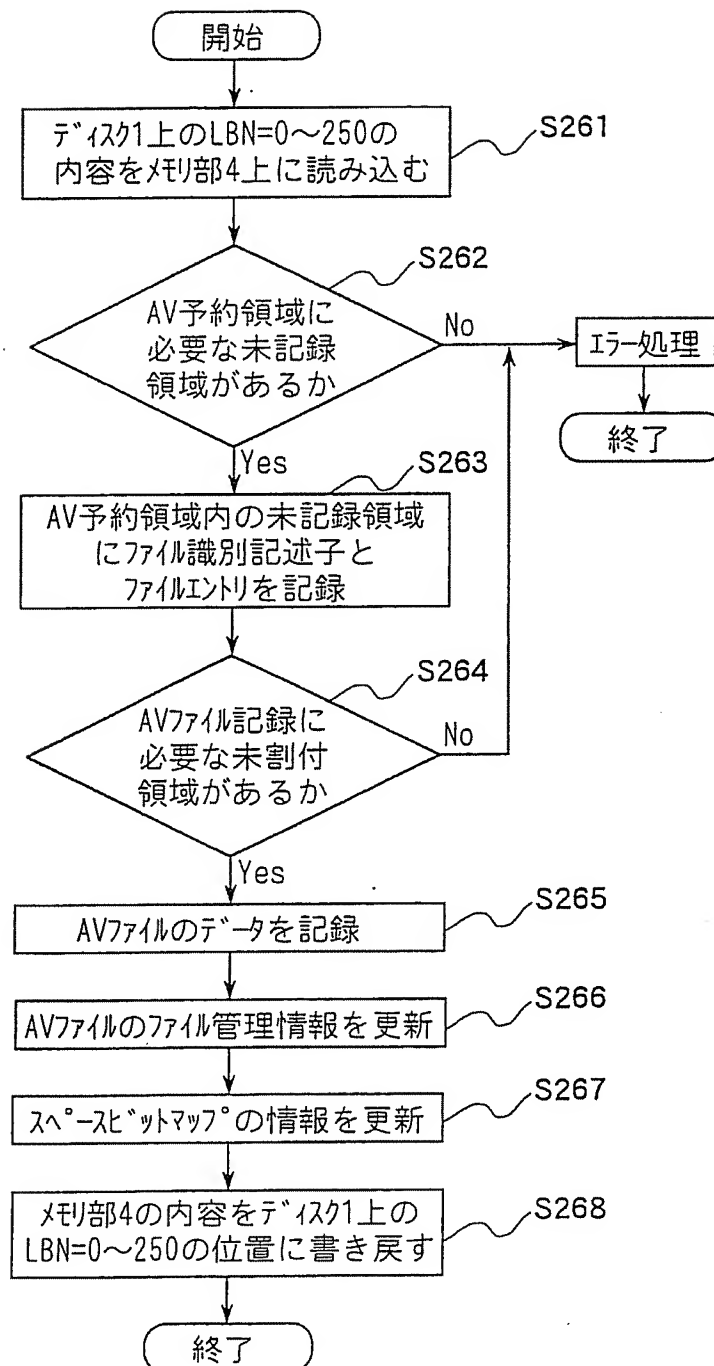 開始
ディスク1上のLBN=0~250の
内容をメモリ部4上に読み込む
S261
S262
AV予約領域に
必要な未記録
領域があるか
No
エラー処理
終了
Yes
S263
AV予約領域内の未記録領域
にファイル識別記述子と
ファイルエントリを記録
S264
AVファイル記録に
必要な未割付
領域があるか
No
Yes
S265
AVファイルのデータを記録
S266
AVファイルのファイル管理情報を更新
S267
スペースビットマップの情報を更新
S268
メモリ部4の内容をディスク1上の
LBN=0~250の位置に書き戻す
終了